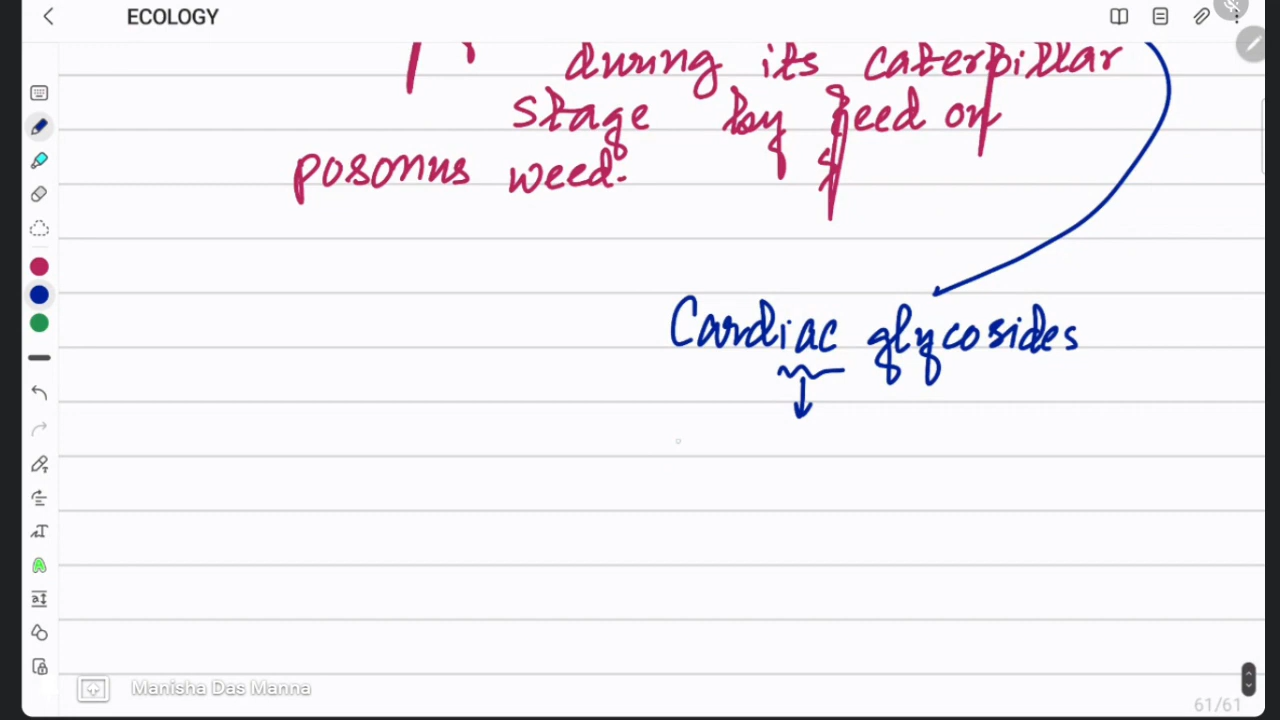 ECOLOGY
during its caterpillar
stage by feed on
posonus weed.
Cardiac glycosides
Manisha Das Manna
61/61